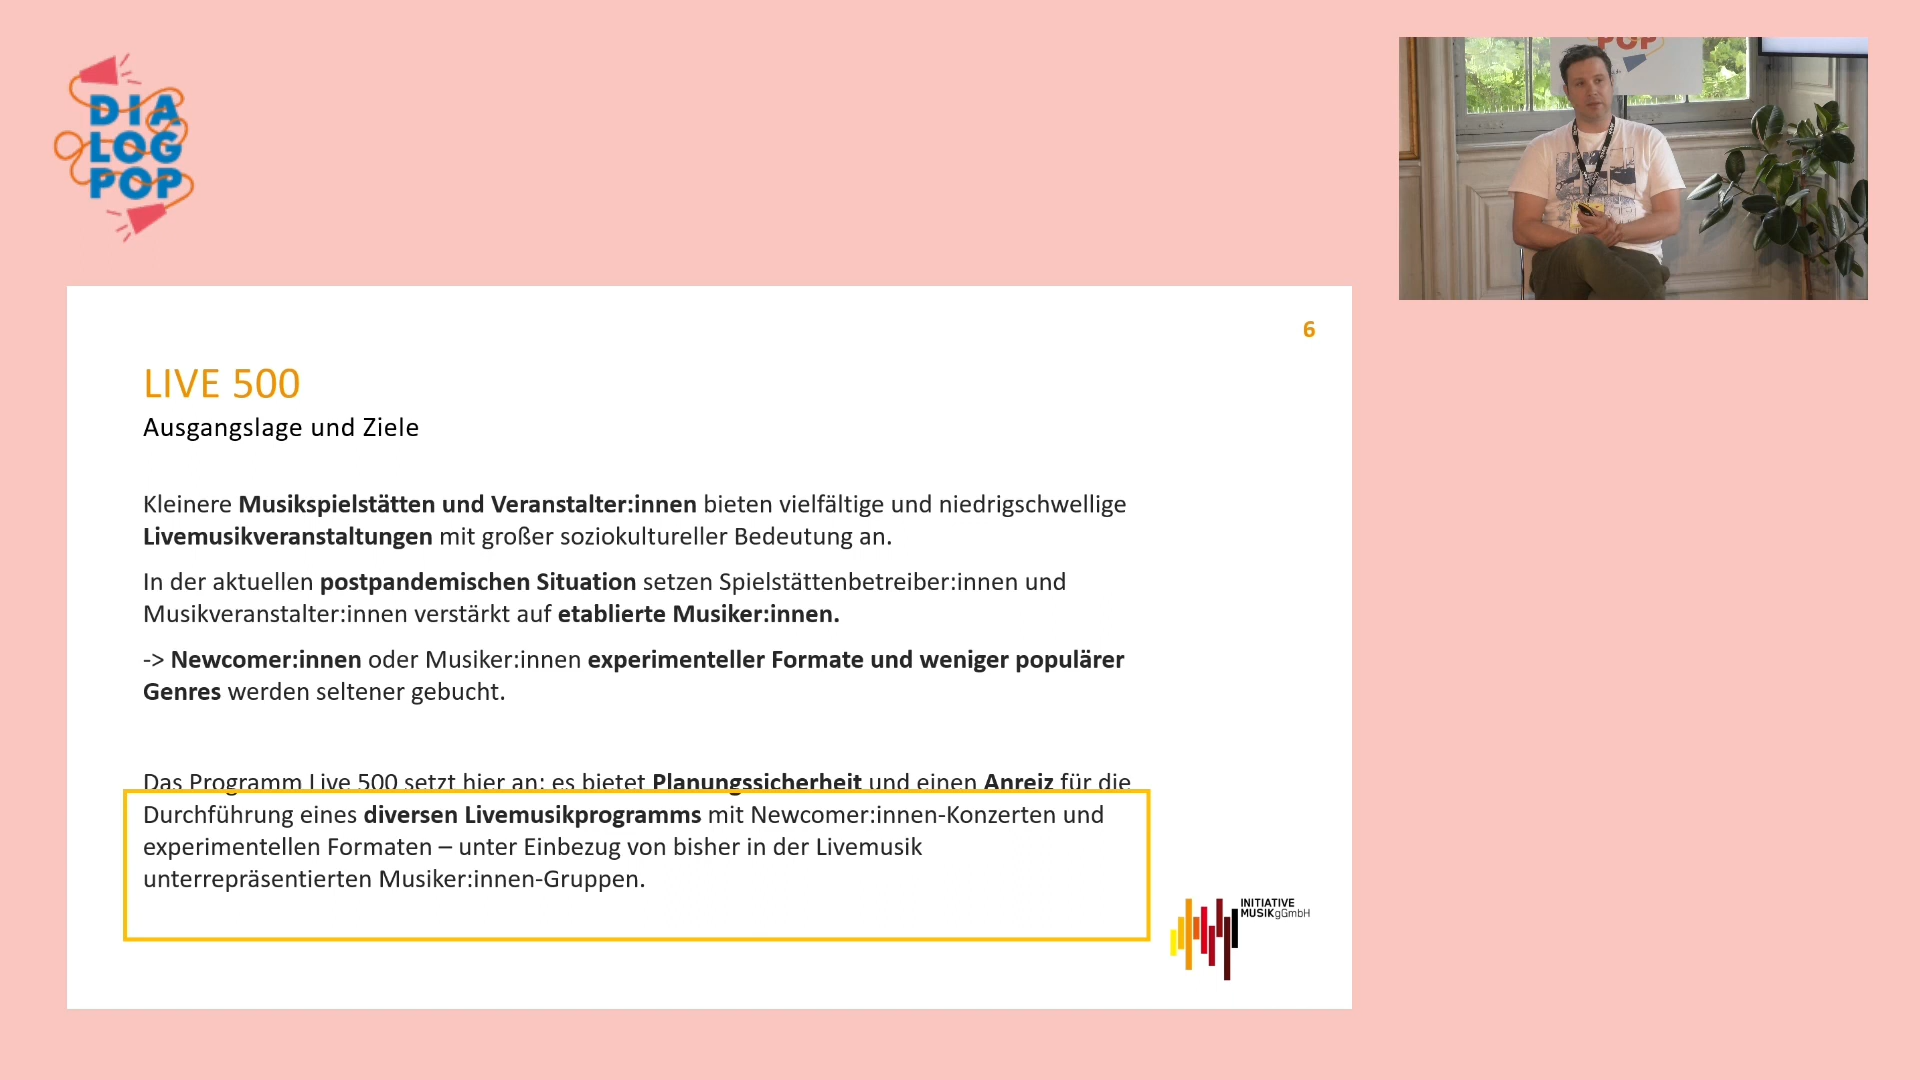 DIA
LOG
POP
POP
6
LIVE 500
Ausgangslage und Ziele
Kleinere Musikspielstätten und Veranstalter:innen bieten vielfältige und niedrigschwellige
Livemusikveranstaltungen mit großer soziokultureller Bedeutung an.
In der aktuellen postpandemischen Situation setzen Spielstättenbetreiber:innen und
Musikveranstalter:innen verstärkt auf etablierte Musiker:innen.
-> Newcomer:innen oder Musiker:innen experimenteller Formate und weniger populärer
Genres werden seltener gebucht.
Das Programm Live 500 setzt hier an: es bietet Planungssicherheit und einen Anreiz für die
Durchführung eines diversen Livemusikprogramms mit Newcomer:innen-Konzerten und
experimentellen Formaten – unter Einbezug von bisher in der Livemusik
unterrepräsentierten Musiker:innen-Gruppen.
INITIATIVE
MUSIKgGmbH